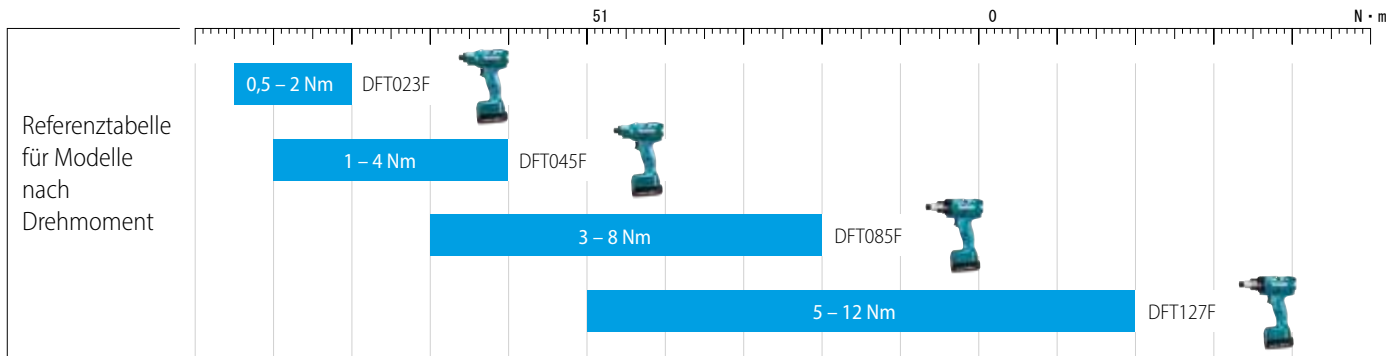 51 0 N・m
0,5 – 2 Nm DFT023F
Referenztabelle
für Modelle
nach
Drehmoment
1 – 4 Nm DFT045F
3 – 8 Nm DFT085F
5 – 12 Nm DFT127F